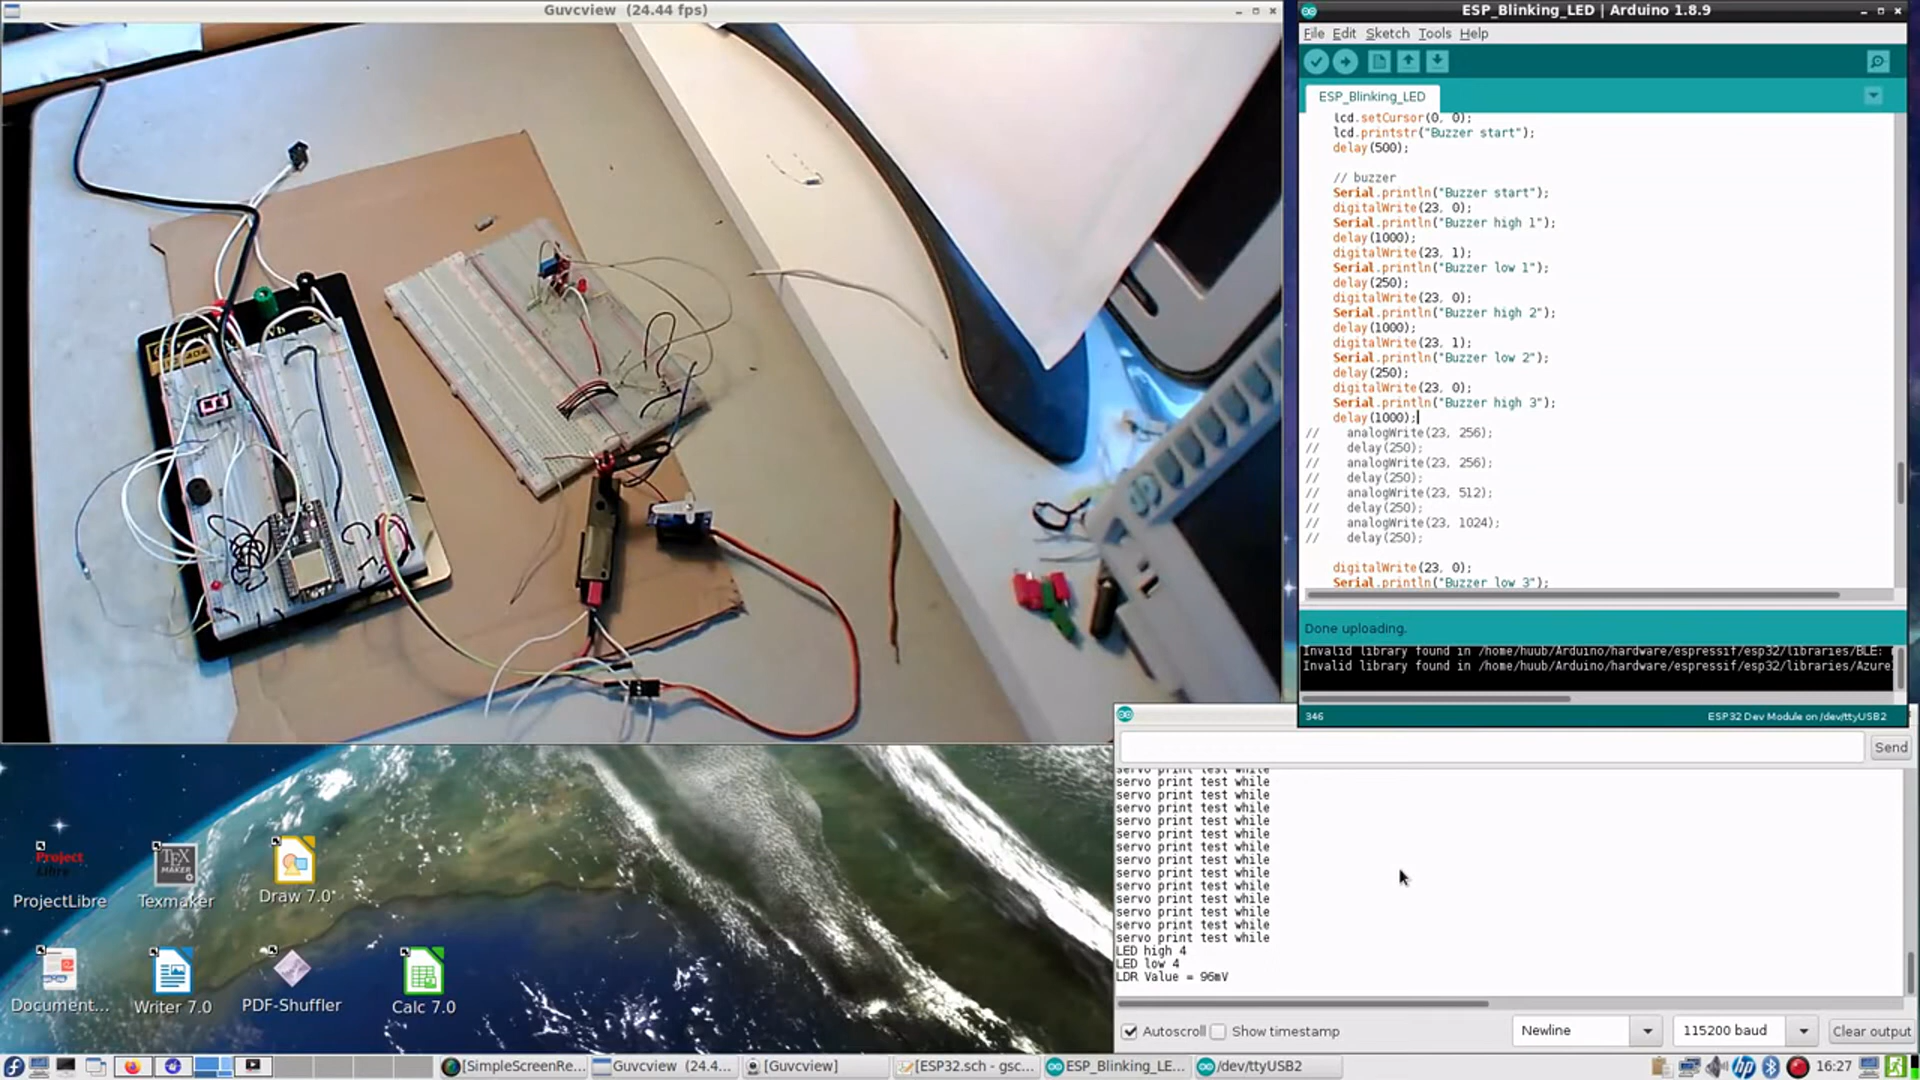 Guvcview (24.44 fps)
ESP_Blinking_LED | Arduino 1.8.9
File Edit Sketch Tools Help
ESP_Blinking_LED
lcd.setCursor(0, 0);
lcd.printstr("Buzzer start");
delay(500);
// buzzer
Serial.println("Buzzer start");
digitalWrite(23, 0);
Serial.println("Buzzer high 1");
delay(1000);
digitalWrite(23, 1);
Serial.println("Buzzer low 1");
delay(250);
digitalWrite(23, 0);
Serial.println("Buzzer high 2");
delay(1000);
digitalWrite(23, 1);
Serial.println("Buzzer low 2");
delay(250);
digitalWrite(23, 0);
Serial.println("Buzzer high 3");
delay(1000);
// analogWrite(23, 256);
// delay(250);
// analogWrite(23, 256);
// delay(250);
// analogWrite(23, 512);
// delay(250);
// analogWrite(23, 1024);
// delay(250);
digitalWrite(23, 0);
Serial.println("Buzzer low 3");
Done uploading.
Invalid library found in /home/huub/Arduino/hardware/espressif/esp32/libraries/BLE:
Invalid library found in /home/huub/Arduino/hardware/espressif/esp32/libraries/Azure
346
ESP32 Dev Module on /dev/ttyUSB2
Send
servo print test while
servo print test while
servo print test while
servo print test while
servo print test while
servo print test while
servo print test while
servo print test while
servo print test while
servo print test while
servo print test while
servo print test while
servo print test while
servo print test while
LED high 4
LED low 4
LDR Value = 96mV
Autoscroll
Show timestamp
Newline
115200 baud
Clear output
ProjectLibre
Texmaker
Draw 7.0
Document...
Writer 7.0
PDF-Shuffler
Calc 7.0
[SimpleScreenRe...
Guvcview (24.4...
[Guvcview]
[ESP32.sch - gsc...
ESP_Blinking_LE...
/dev/ttyUSB2
16:27